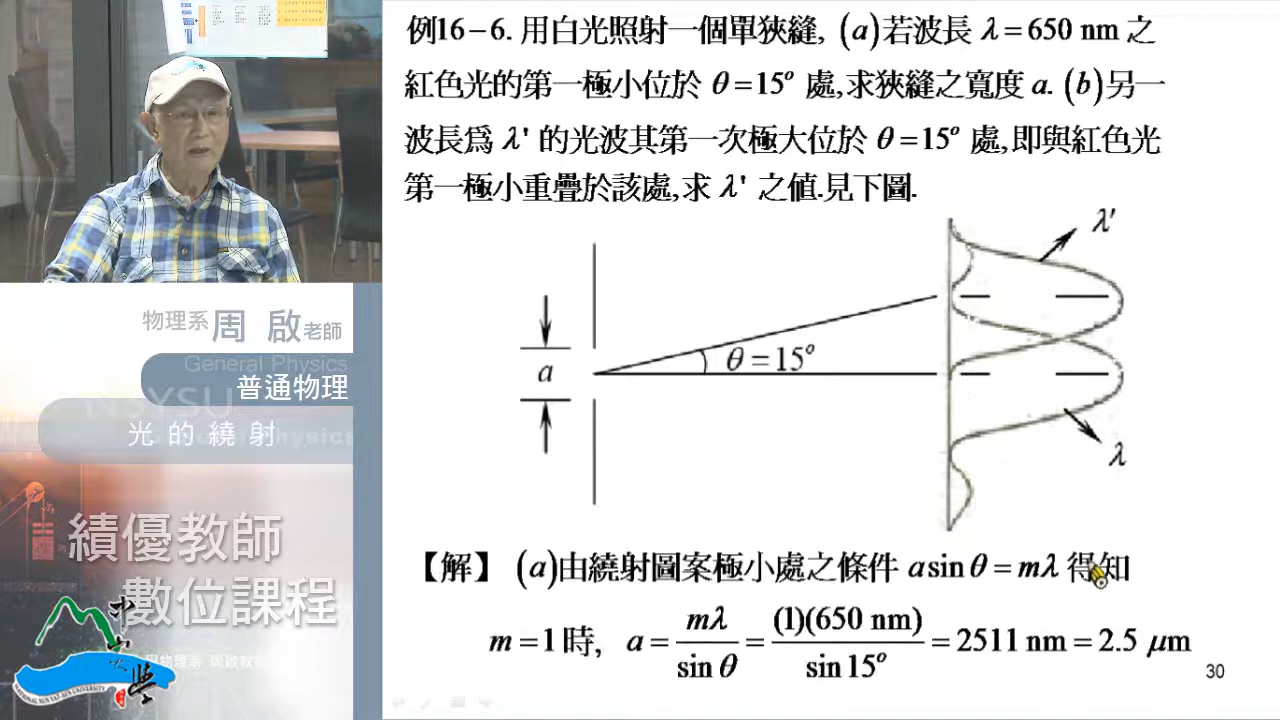 例16－6. 用白光照射一個單狹縫, (a)若波長 λ = 650 nm 之
紅色光的第一極小位於 θ = 15° 處,求狹縫之寬度 a. (b)另一
波長為 λ' 的光波其第一次極大位於 θ = 15° 處,即與紅色光
第一極小重疊於該處,求 λ' 之值.見下圖.
λ'
θ = 15°
a
λ
【解】 (a)由繞射圖案極小處之條件 a sin θ = mλ 得知
m = 1 時, a = mλ / sin θ = (1)(650 nm) / sin 15° = 2511 nm = 2.5 μm
30
物理系 周 啟 老師
General Physics
普通物理
NSYSU
光的繞射
績優教師
數位課程